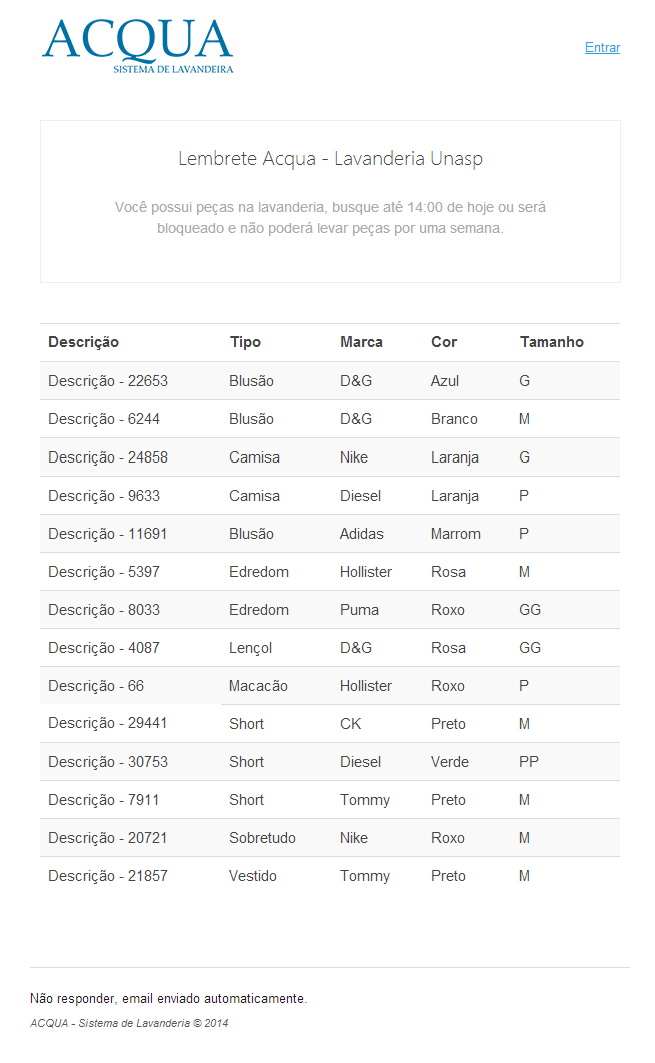 ACQUA
SISTEMA DE LAVANDEIRA
Entrar
Lembrete Acqua - Lavanderia Unasp
Você possui peças na lavanderia, busque até 14:00 de hoje ou será
bloqueado e não poderá levar peças por uma semana.
Descrição Tipo Marca Cor Tamanho
Descrição - 22653 Blusão D&G Azul G
Descrição - 6244 Blusão D&G Branco M
Descrição - 24858 Camisa Nike Laranja G
Descrição - 9633 Camisa Diesel Laranja P
Descrição - 11691 Blusão Adidas Marrom P
Descrição - 5397 Edredom Hollister Rosa M
Descrição - 8033 Edredom Puma Roxo GG
Descrição - 4087 Lençol D&G Rosa GG
Descrição - 66 Macacão Hollister Roxo P
Descrição - 29441 Short CK Preto M
Descrição - 30753 Short Diesel Verde PP
Descrição - 7911 Short Tommy Preto M
Descrição - 20721 Sobretudo Nike Roxo M
Descrição - 21857 Vestido Tommy Preto M
Não responder, email enviado automaticamente.
ACQUA - Sistema de Lavanderia © 2014